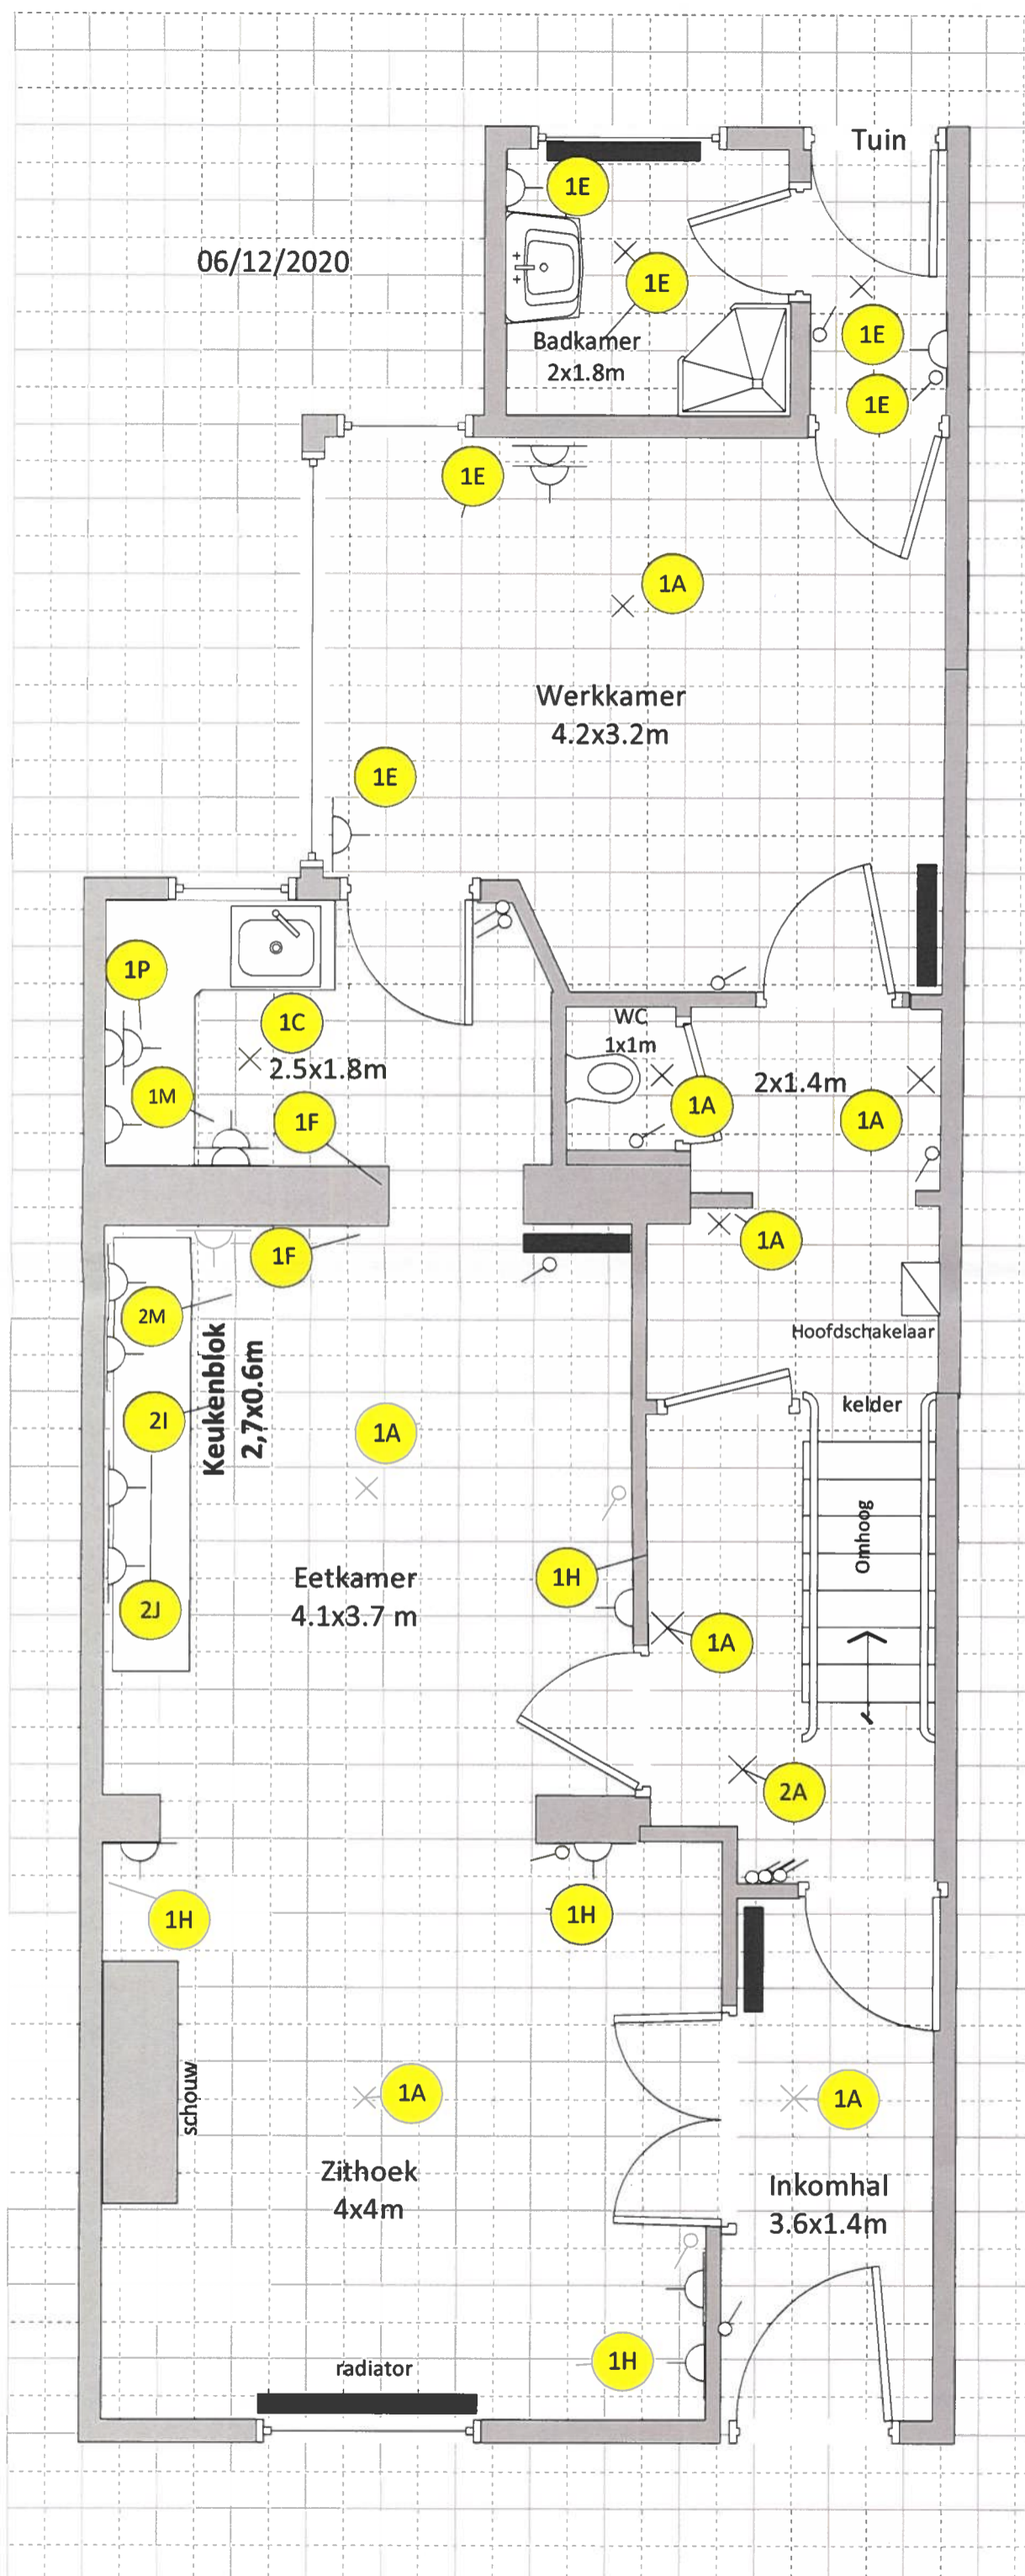 Tuin
1E
06/12/2020
1E
1E
Badkamer
2x1.8m
1E
1E
1A
Werkkamer
4.2x3.2m
1E
1P
1C
2.5x1.8m
WC
1x1m
2x1.4m
1M
1F
1A
1A
1F
1A
2M
Hoofdschakelaar
Keukenblok
2,7x0.6m
kelder
2I
1A
Omhoog
Eetkamer
4.1x3.7 m
1H
2J
1A
2A
1H
1H
schouw
1A
1A
Zithoek
4x4m
Inkomhal
3.6x1.4m
1H
radiator